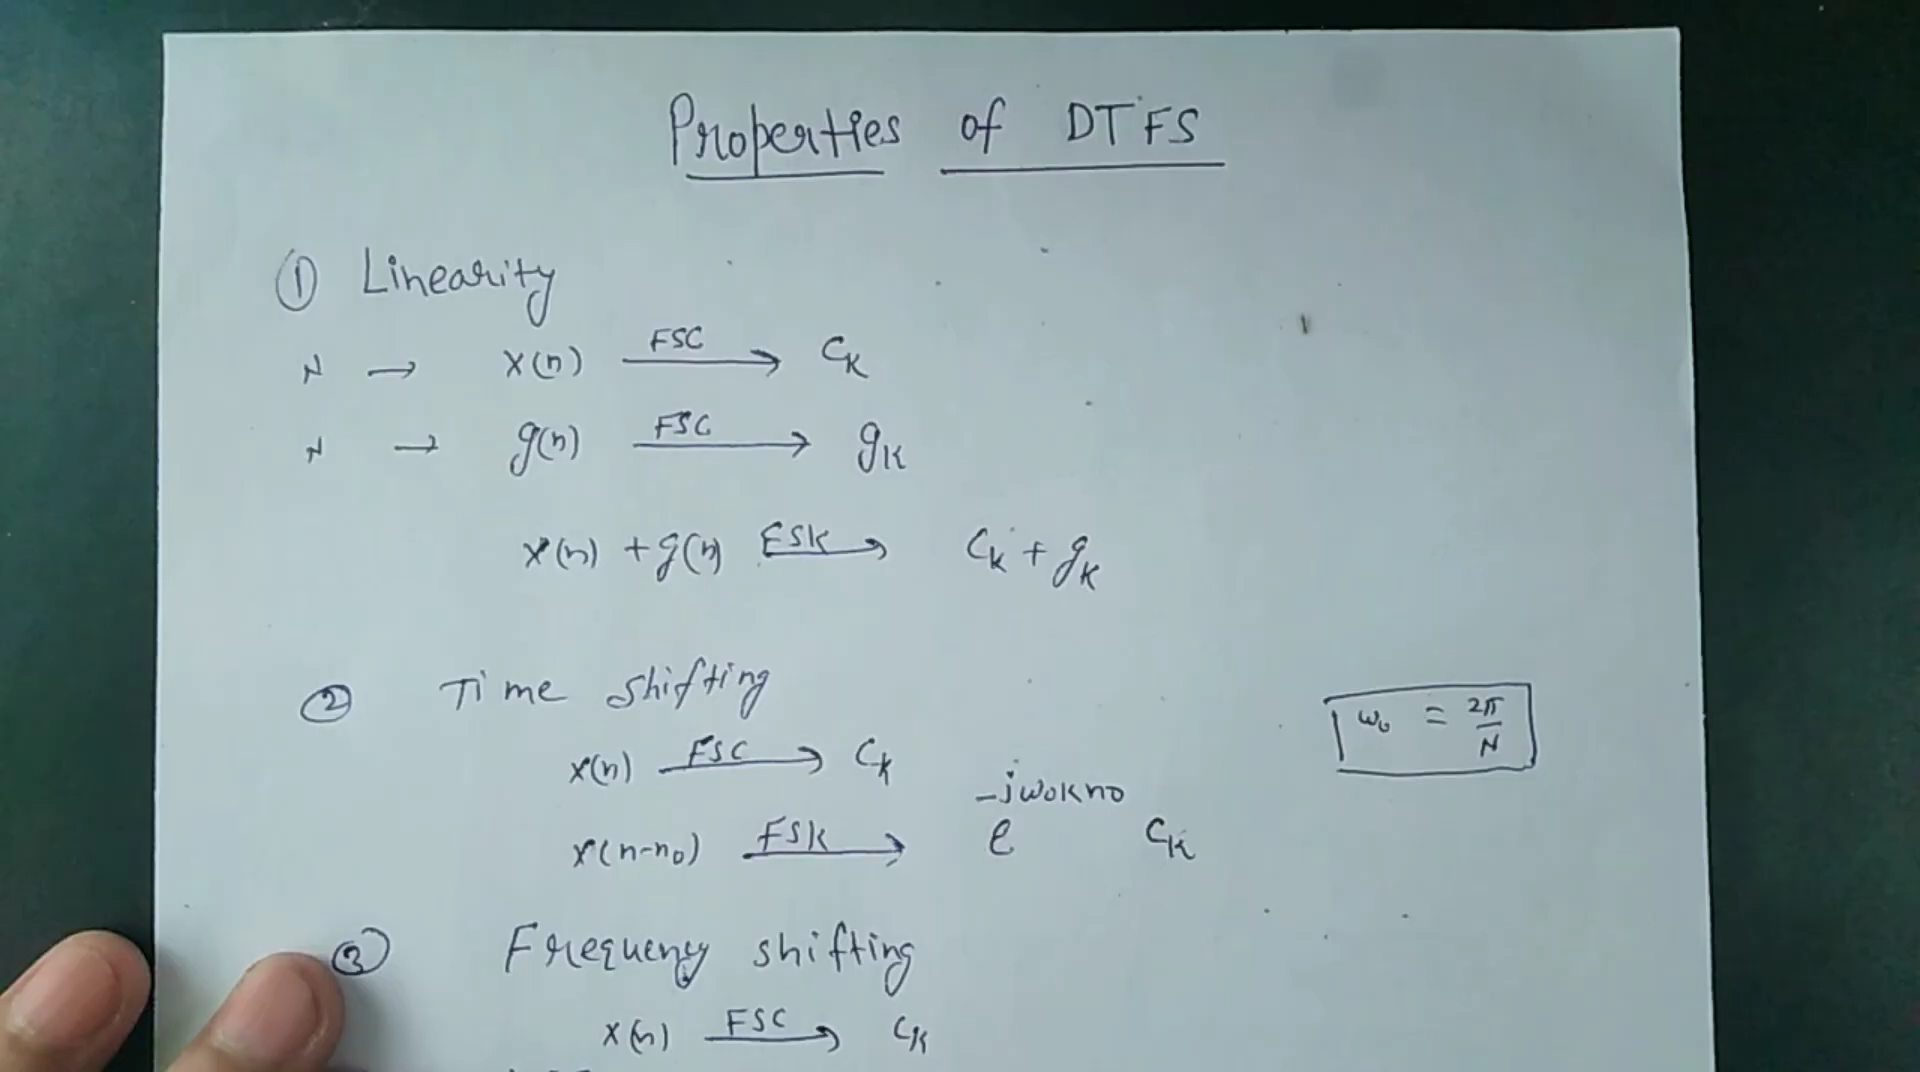 Properties of DTFS
① Linearity
N → x(n) FSC → Ck
N → g(n) FSC → gk
x(n) + g(n) FSK → Ck + gk
② Time shifting
ω₀ = 2π/N
x(n) FSC → Ck
x(n-n₀) FSK → e^-jω₀kn₀ Ck
③ Frequency shifting
x(n) FSC → Ck